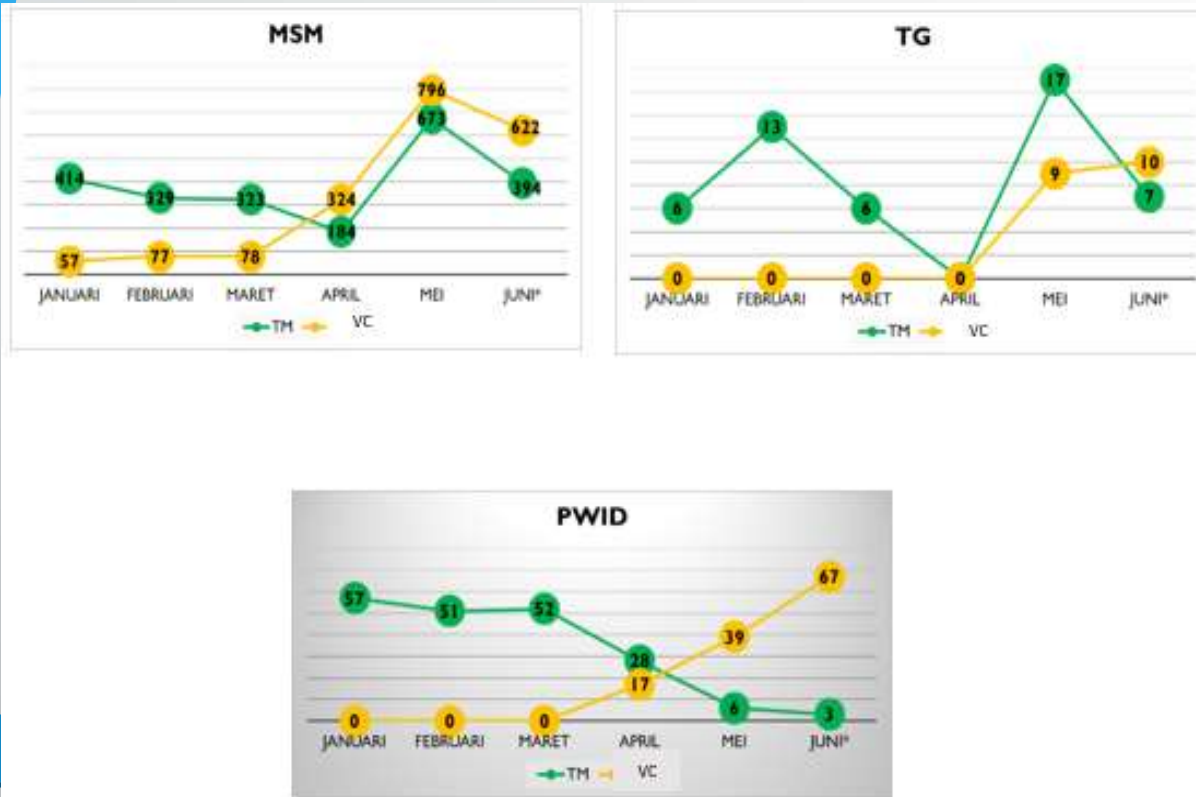 MSM
796
673
622
414
394
329
323
324
184
57
77
78
JANUARI FEBRUARI MARET APRIL MEI JUNI*
TM VC
TG
17
13
10
9
6
6
7
0 0 0 0
JANUARI FEBRUARI MARET APRIL MEI JUNI*
TM VC
PWID
67
57
51
52
39
28
17
6
3
0 0 0
JANUARI FEBRUARI MARET APRIL MEI JUNI*
TM VC